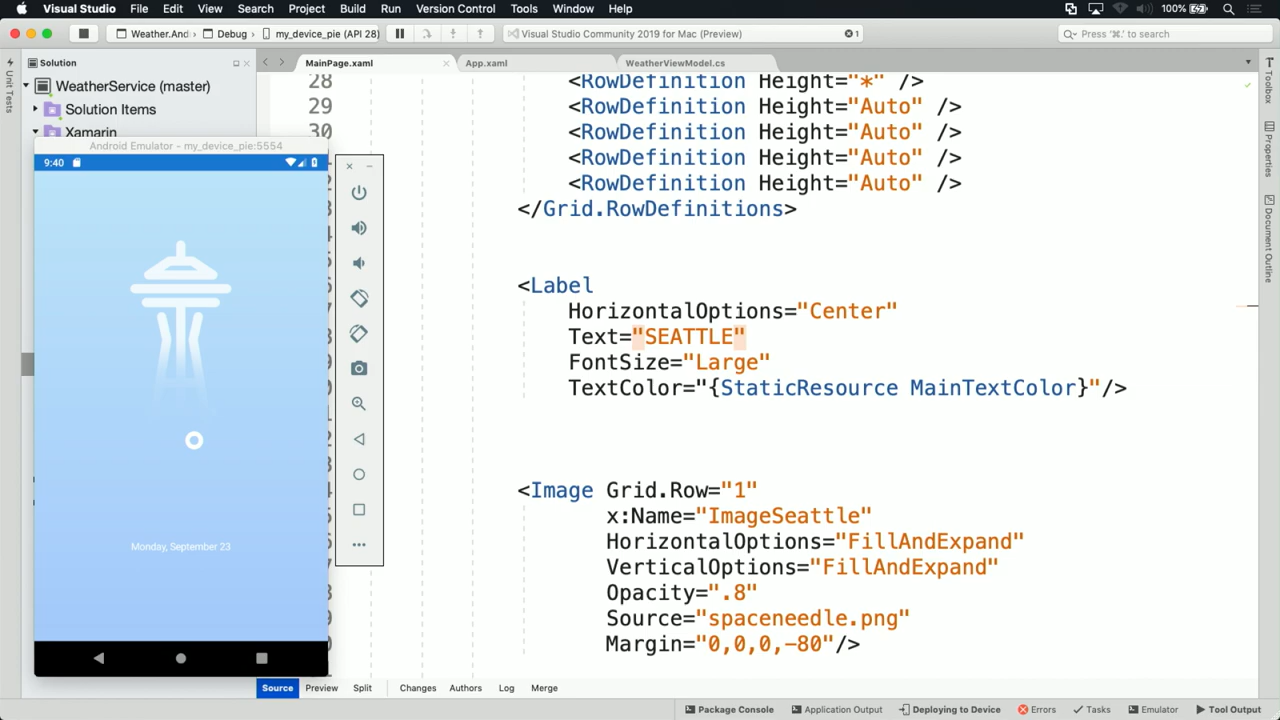 Visual Studio File Edit View Search Project Build Run Version Control Tools Window Help 100%
Weather.And Debug my_device_pie (API 28) Visual Studio Community 2019 for Mac (Preview) 1 Press '⌘.' to search
Unit Tests
Solution
MainPage.xaml App.xaml WeatherViewModel.cs
WeatherService (master)
Solution Items
Xamarin
28 <RowDefinition Height="*" />
29 <RowDefinition Height="Auto" />
30 <RowDefinition Height="Auto" />
<RowDefinition Height="Auto" />
<RowDefinition Height="Auto" />
</Grid.RowDefinitions>
<Label
HorizontalOptions="Center"
Text="SEATTLE"
FontSize="Large"
TextColor="{StaticResource MainTextColor}"/>
<Image Grid.Row="1"
x:Name="ImageSeattle"
HorizontalOptions="FillAndExpand"
VerticalOptions="FillAndExpand"
Opacity=".8"
Source="spaceneedle.png"
Margin="0,0,0,-80"/>
Android Emulator - my_device_pie:5554
9:40
Monday, September 23
Toolbox
Properties
Document Outline
Source Preview Split Changes Authors Log Merge
Package Console Application Output Deploying to Device Errors Tasks Emulator Tool Output